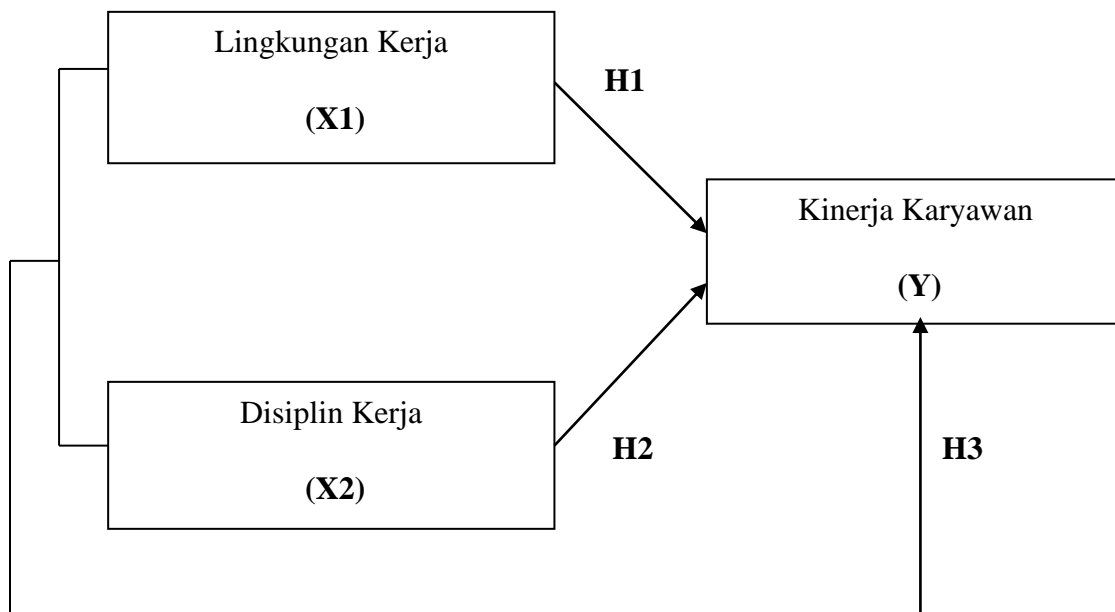 Lingkungan Kerja
(X1)
H1
Kinerja Karyawan
(Y)
Disiplin Kerja
(X2)
H2
H3